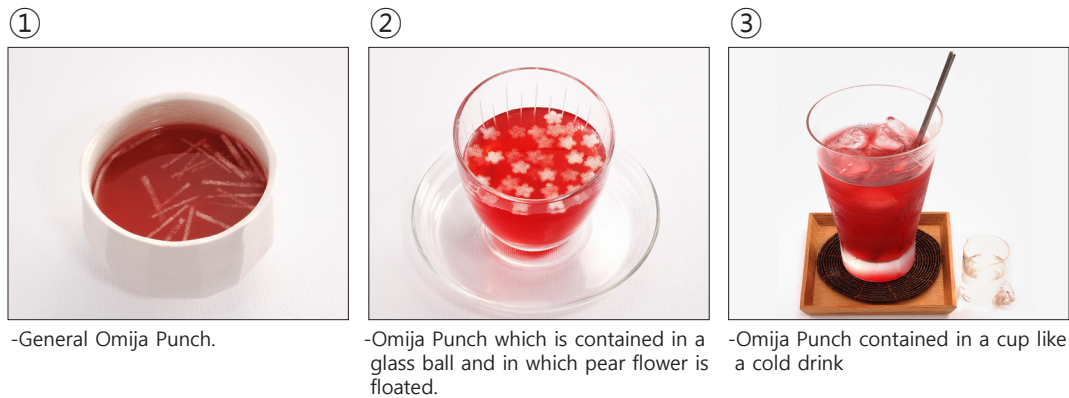 ①
②
③
-General Omija Punch.
-Omija Punch which is contained in a
glass ball and in which pear flower is
floated.
-Omija Punch contained in a cup like
a cold drink